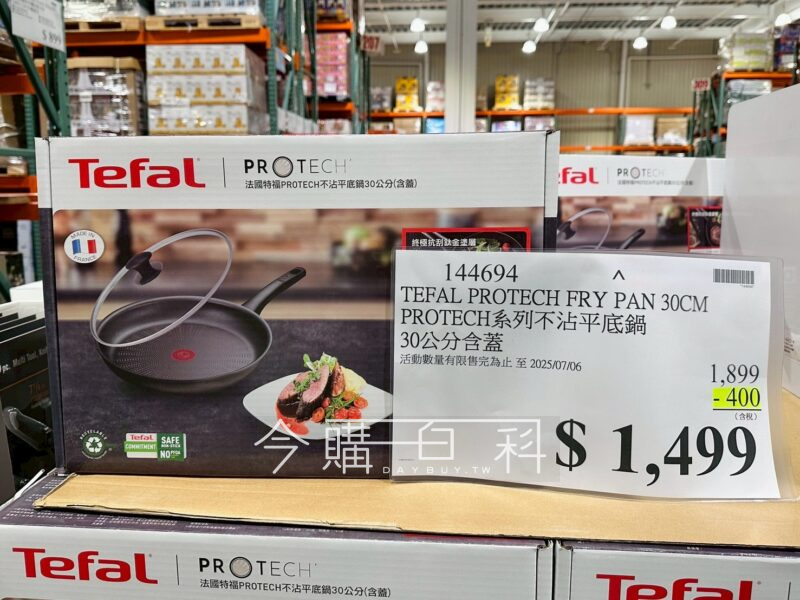 $ 899
207
209
Tefal PROTECH
法國特福PROTECH不沾平底鍋30公分(含蓋)
MADE IN
FRANCE
終極抗刮鈦金塗層
RECYCLABLE
Tefal
COMMITMENT
SAFE
NON-STICK
efal PROTECH
144694
TEFAL PROTECH FRY PAN 30CM
PROTECH系列不沾平底鍋
30公分含蓋
活動數量有限售完為止 至 2025/07/06
1,899
- 400
(含稅)
$ 1,499
今購百科
DAYBUY.TW
Tefal PROTECH
法國特福PROTECH不沾平底鍋30公分(含蓋)
Tefal